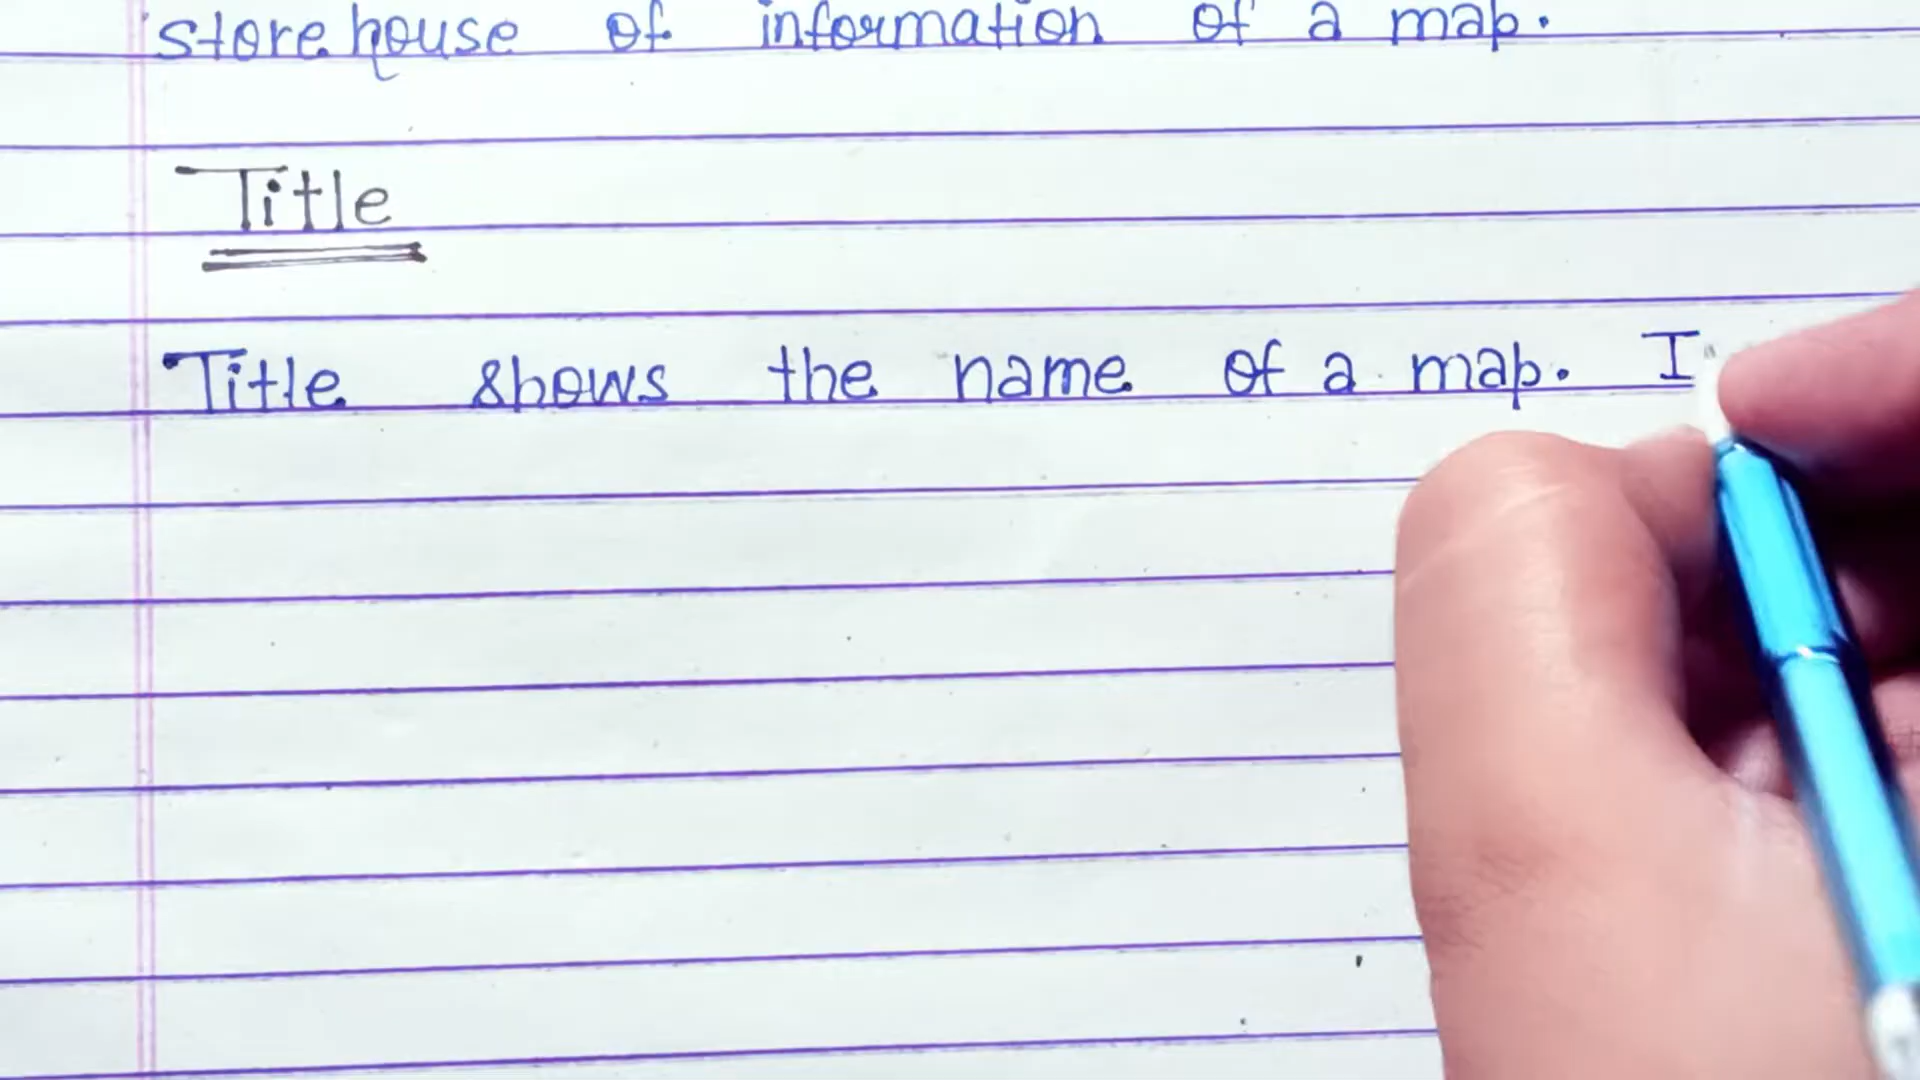 storehouse of information of a map.
Title
Title shows the name of a map. I